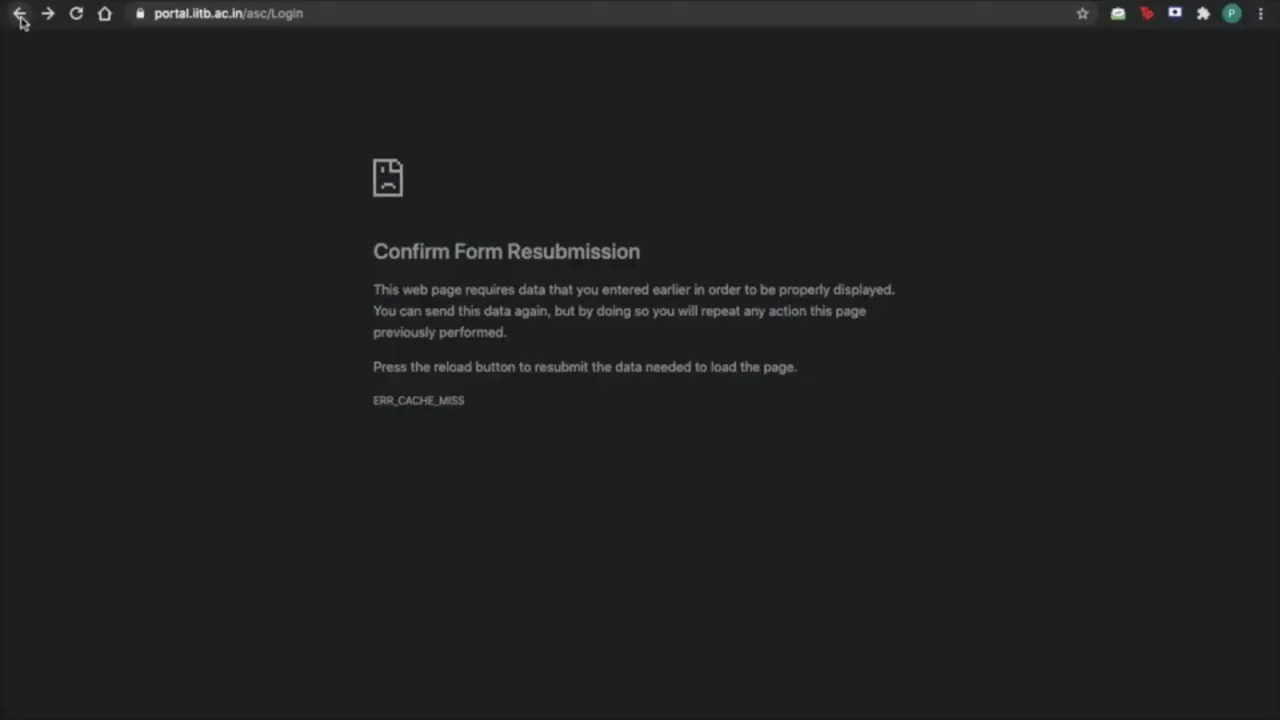 portal.iitb.ac.in/asc/Login
P
Confirm Form Resubmission
This web page requires data that you entered earlier in order to be properly displayed.
You can send this data again, but by doing so you will repeat any action this page
previously performed.
Press the reload button to resubmit the data needed to load the page.
ERR_CACHE_MISS